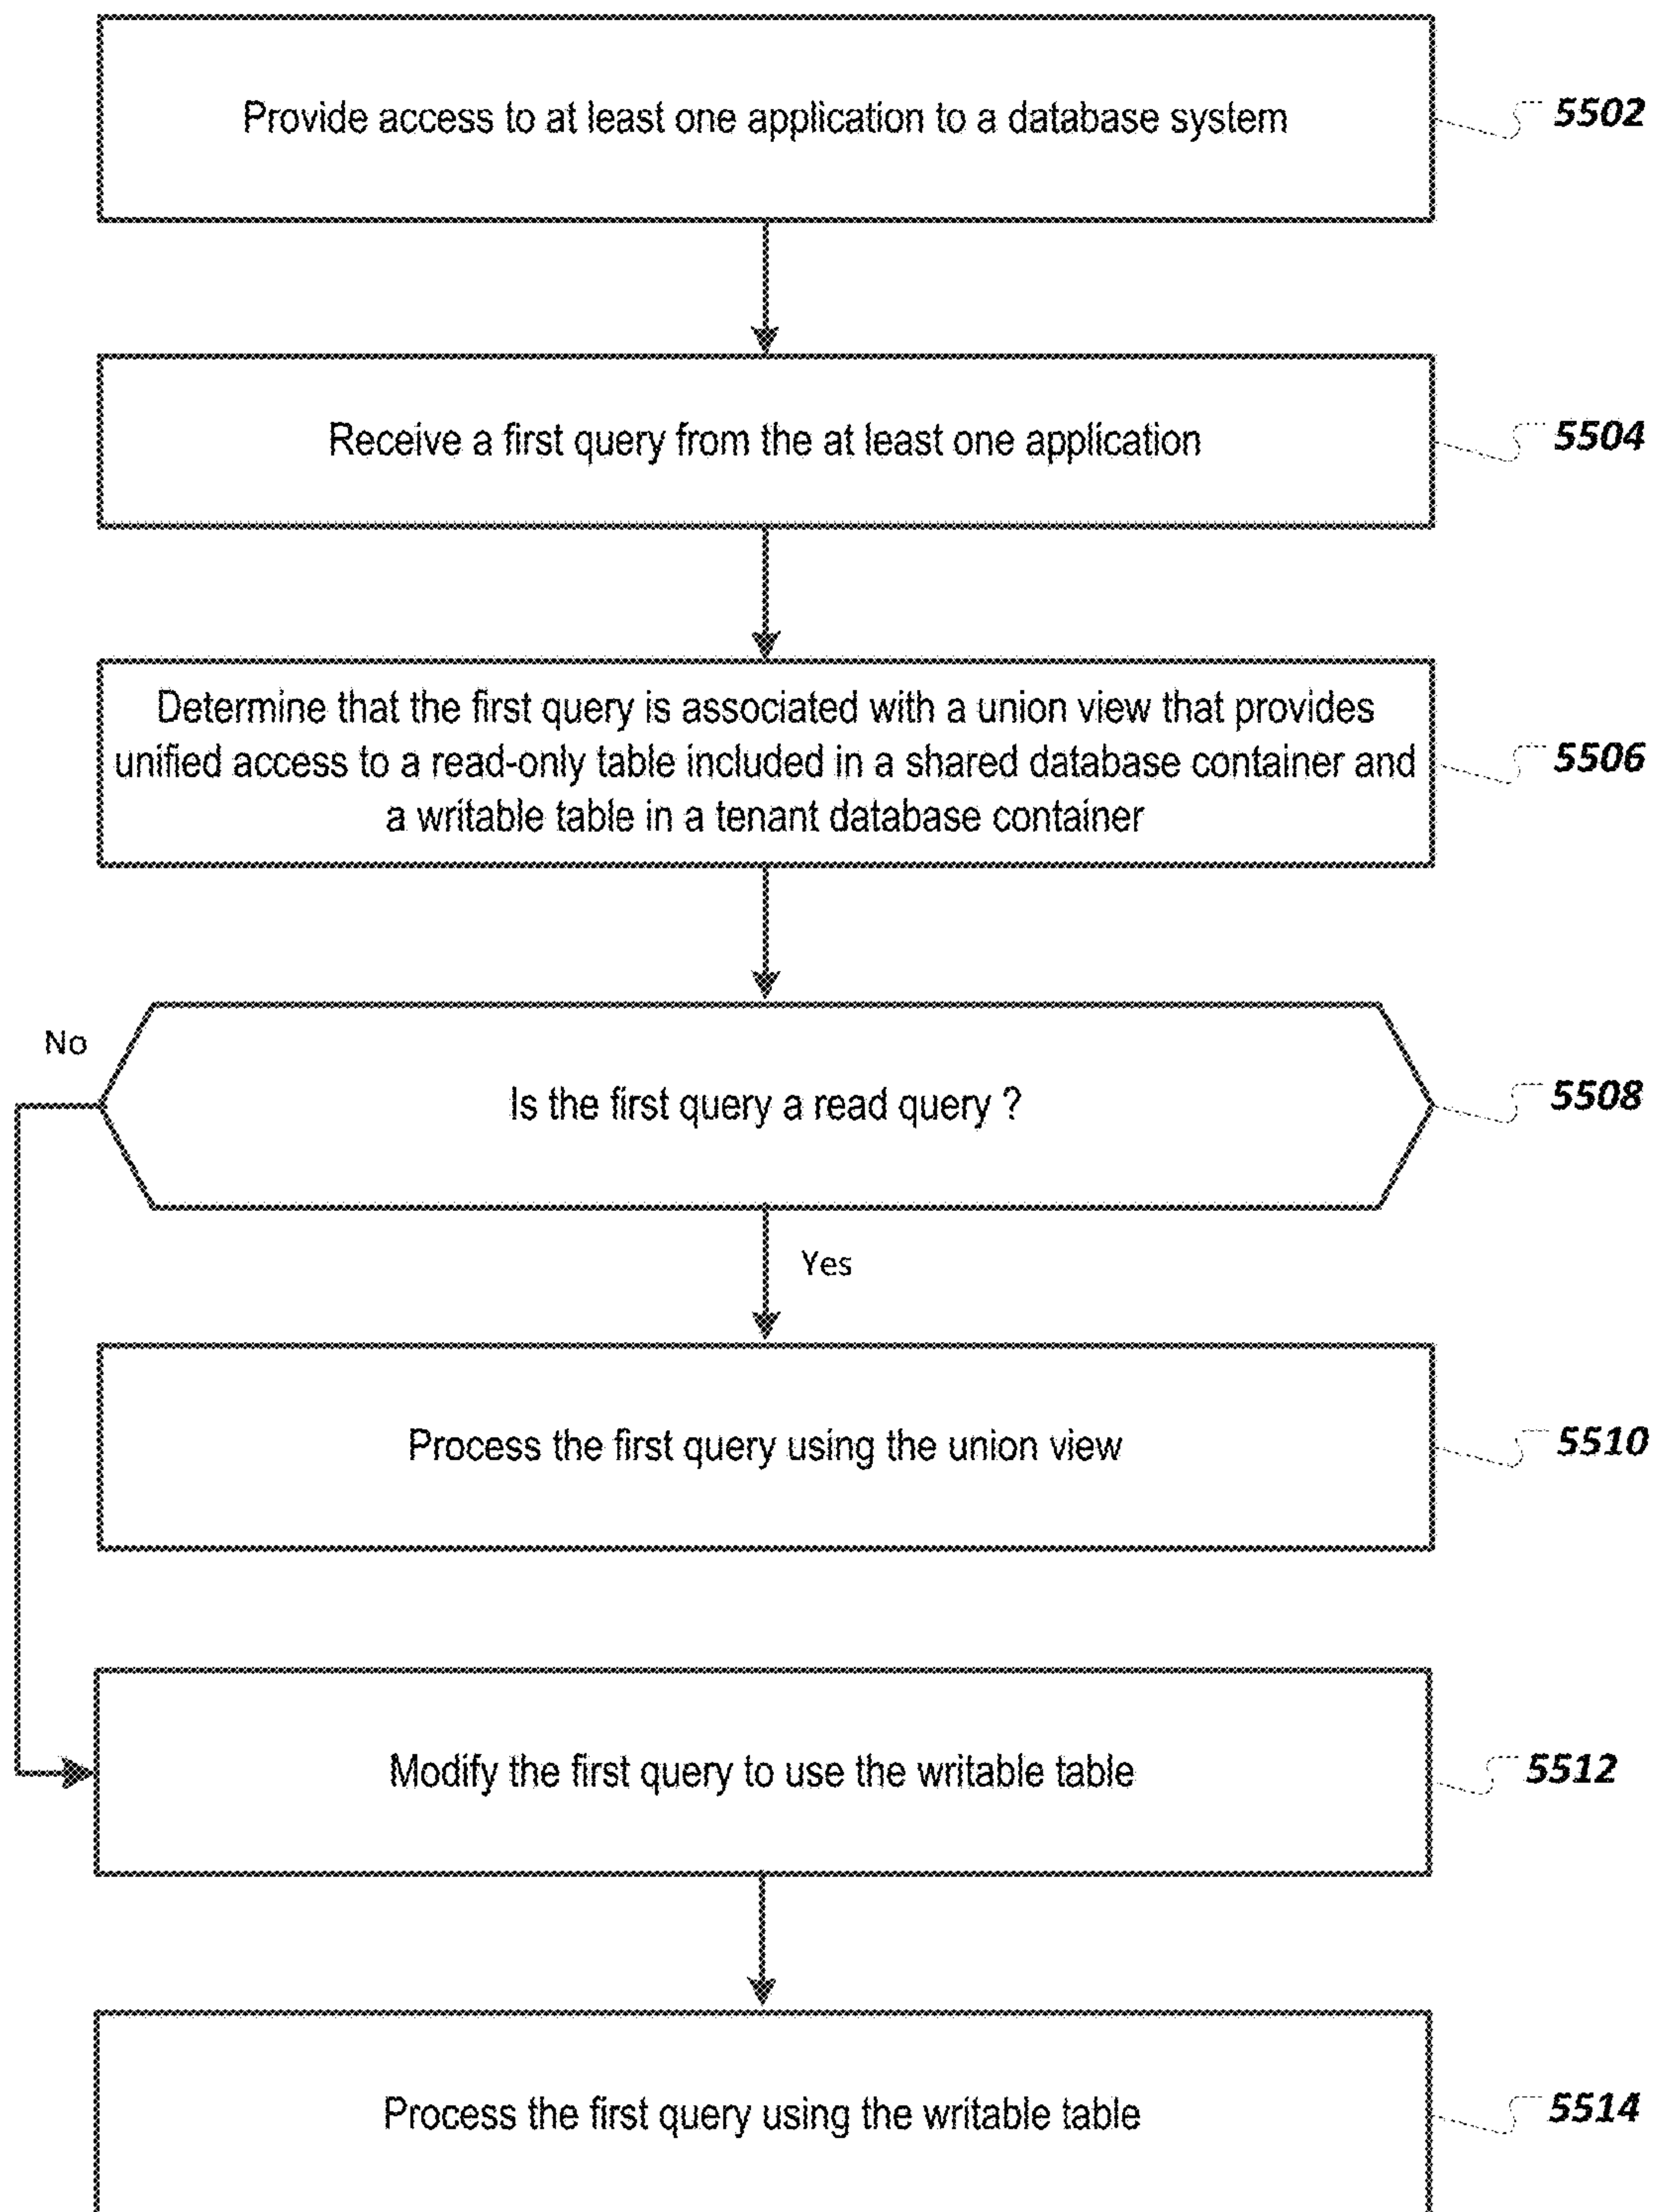 Provide access to at least one application to a database system
5502
Receive a first query from the at least one application
5504
Determine that the first query is associated with a union view that provides
unified access to a read-only table included in a shared database container and
a writable table in a tenant database container
5506
No
Is the first query a read query ?
5508
Yes
Process the first query using the union view
5510
Modify the first query to use the writable table
5512
Process the first query using the writable table
5514